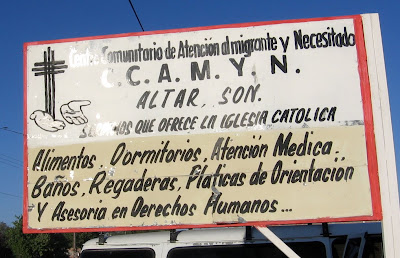 Centro Comunitario de Atención al migrante y Necesitado
C.C.A.M.Y.N.
ALTAR, SON.
SERVICIOS QUE OFRECE LA IGLESIA CATOLICA
Alimentos, Dormitorios, Atención Medica,
Baños, Regaderas, Platicas de Orientación
Y Asesoría en Derechos Humanos...